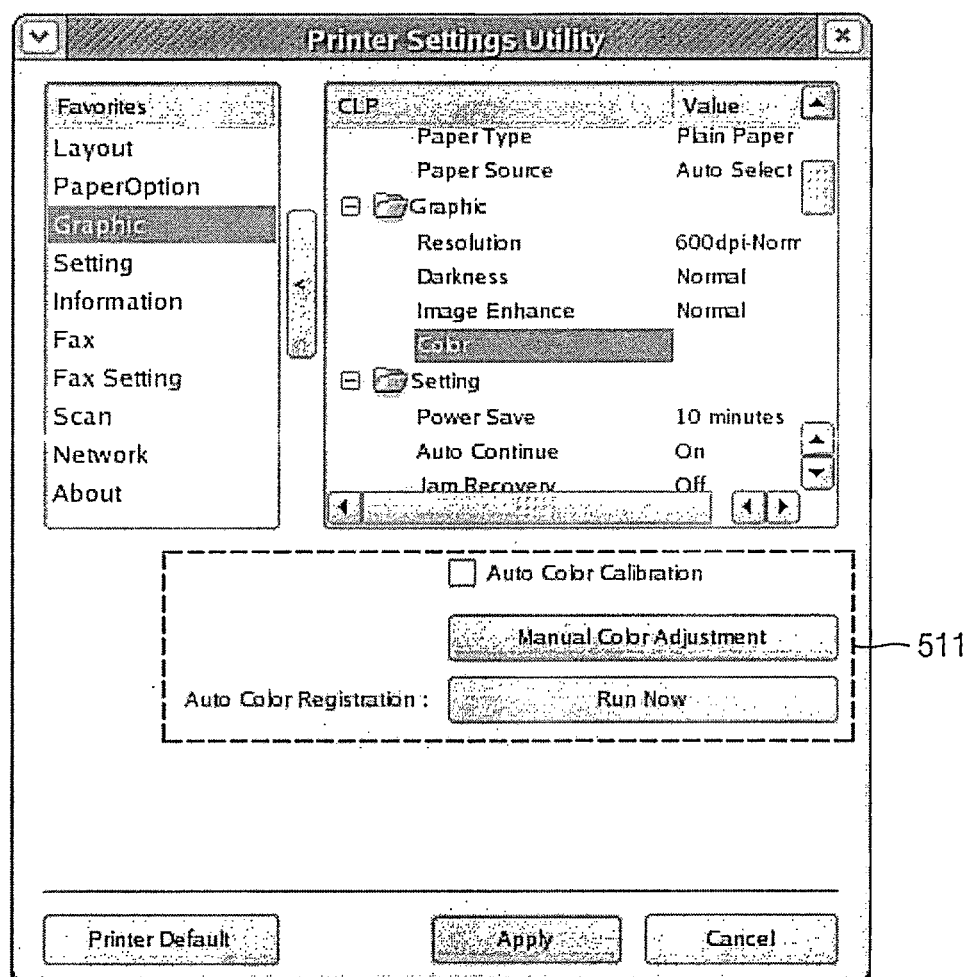 Printer Settings Utility
Favorites
Layout
PaperOption
Graphic
Setting
Information
Fax
Fax Setting
Scan
Network
About
CLP Value
Paper Type Plain Paper
Paper Source Auto Select
Graphic
Resolution 600dpi-Norm
Darkness Normal
Image Enhance Normal
Color
Setting
Power Save 10 minutes
Auto Continue On
Jam Recovery Off
Auto Color Calibration
Manual Color Adjustment
511
Auto Color Registration : Run Now
Printer Default Apply Cancel